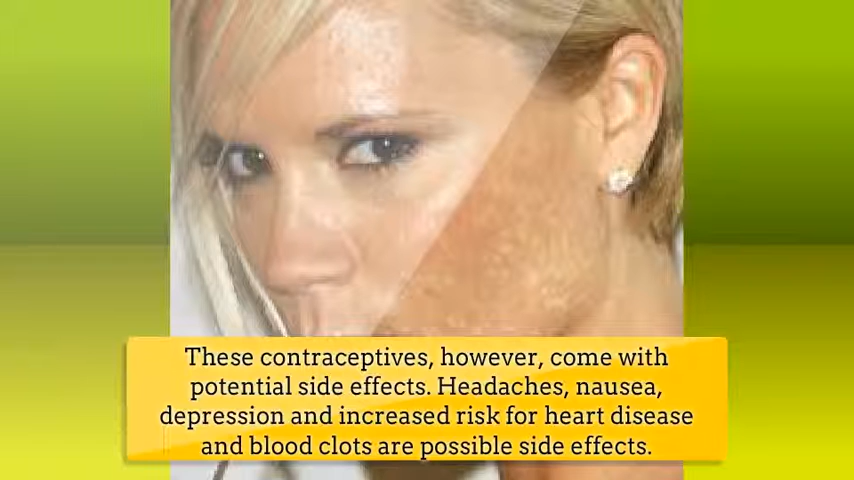 These contraceptives, however, come with
potential side effects. Headaches, nausea,
depression and increased risk for heart disease
and blood clots are possible side effects.